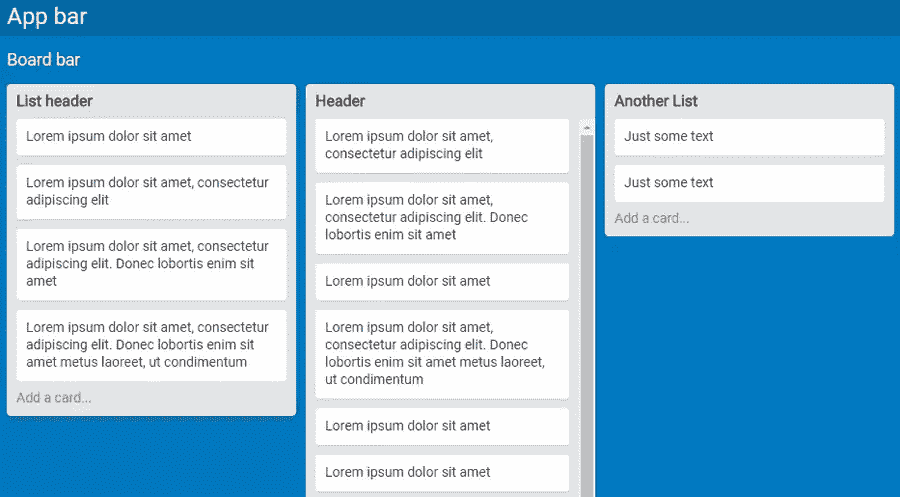 App bar
Board bar
List header
Lorem ipsum dolor sit amet
Lorem ipsum dolor sit amet, consectetur
adipiscing elit
Lorem ipsum dolor sit amet, consectetur
adipiscing elit. Donec lobortis enim sit
amet
Lorem ipsum dolor sit amet, consectetur
adipiscing elit. Donec lobortis enim sit
amet metus laoreet, ut condimentum
Add a card...
Header
Lorem ipsum dolor sit amet,
consectetur adipiscing elit
Lorem ipsum dolor sit amet,
consectetur adipiscing elit. Donec
lobortis enim sit amet
Lorem ipsum dolor sit amet
Lorem ipsum dolor sit amet,
consectetur adipiscing elit. Donec
lobortis enim sit amet metus laoreet,
ut condimentum
Lorem ipsum dolor sit amet
Lorem ipsum dolor sit amet
Another List
Just some text
Just some text
Add a card...